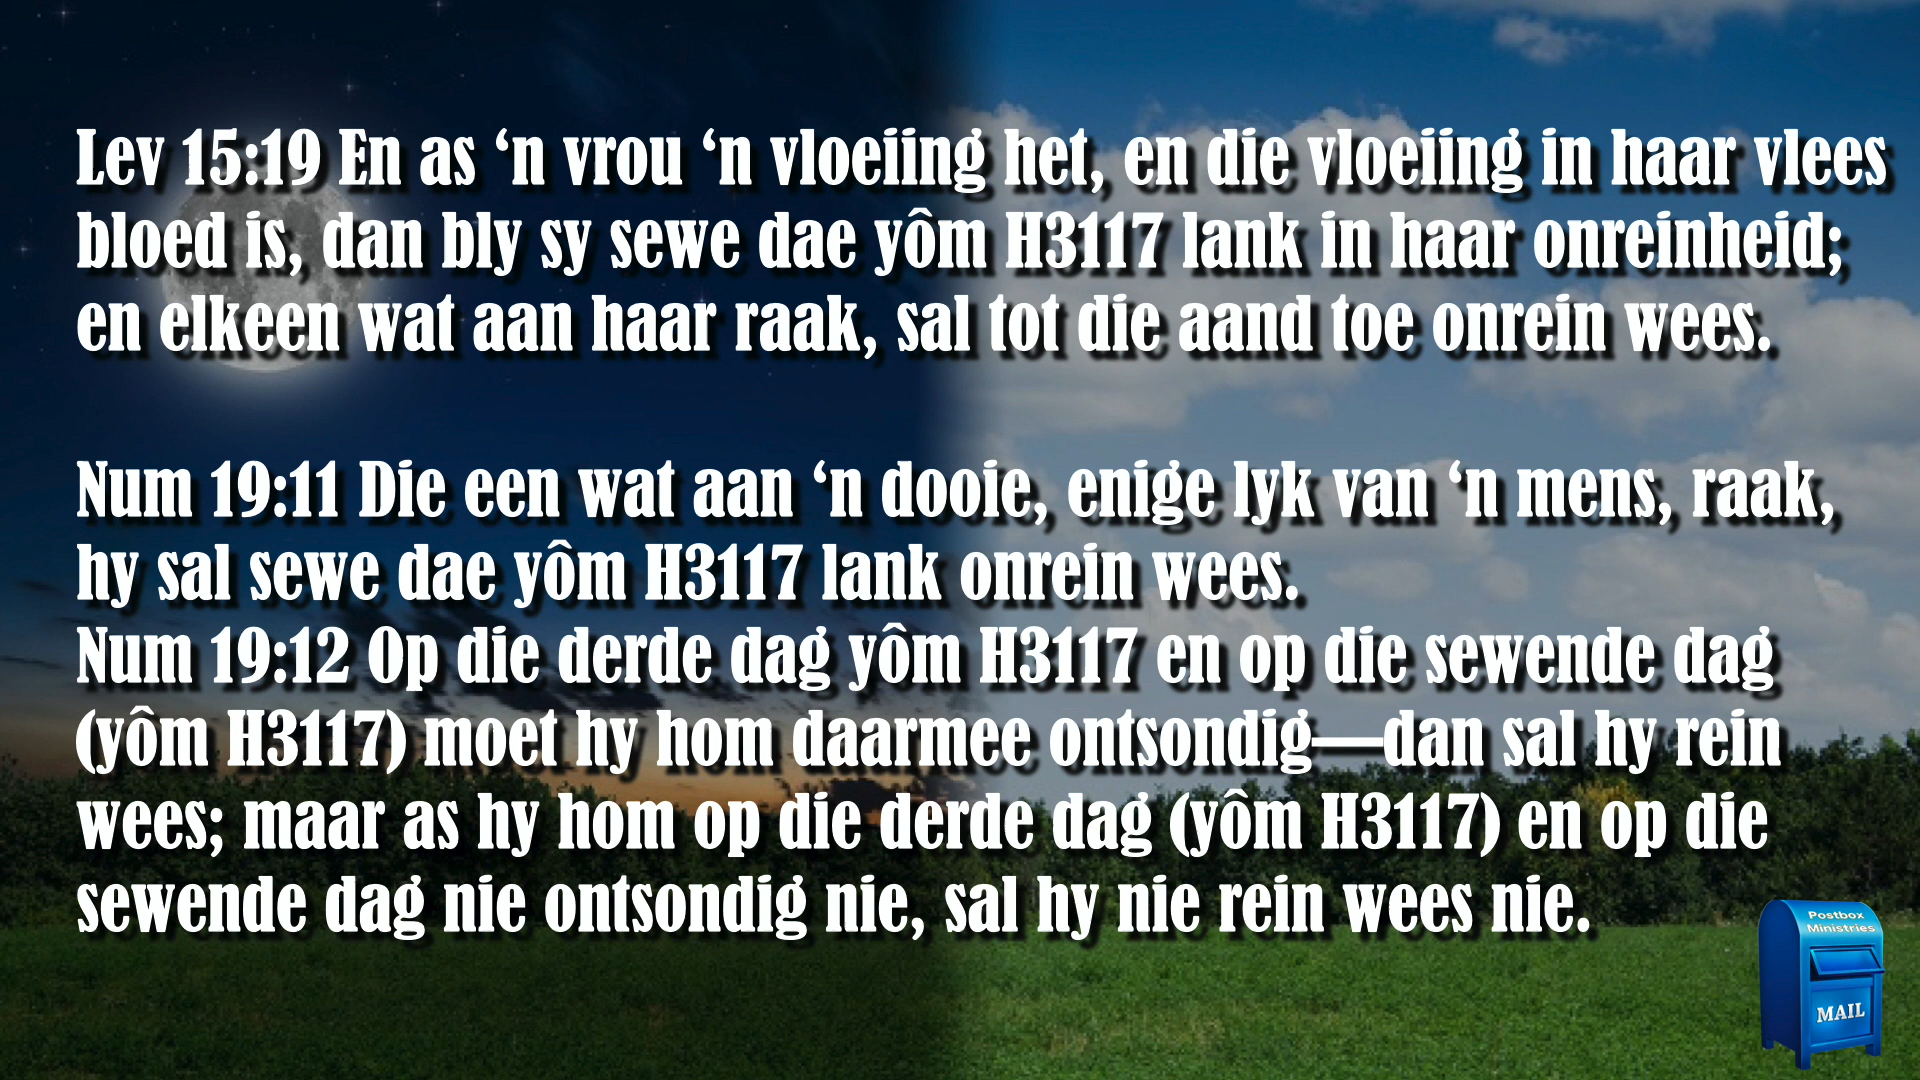 Lev 15:19 En as ‘n vrou ‘n vloeiing het, en die vloeiing in haar vlees
bloed is, dan bly sy sewe dae yôm H3117 lank in haar onreinheid;
en elkeen wat aan haar raak, sal tot die aand toe onrein wees.
Num 19:11 Die een wat aan ‘n dooie, enige lyk van ‘n mens, raak,
hy sal sewe dae yôm H3117 lank onrein wees.
Num 19:12 Op die derde dag yôm H3117 en op die sewende dag
(yôm H3117) moet hy hom daarmee ontsondig—dan sal hy rein
wees; maar as hy hom op die derde dag (yôm H3117) en op die
sewende dag nie ontsondig nie, sal hy nie rein wees nie.
Postbox
Ministries
MAIL